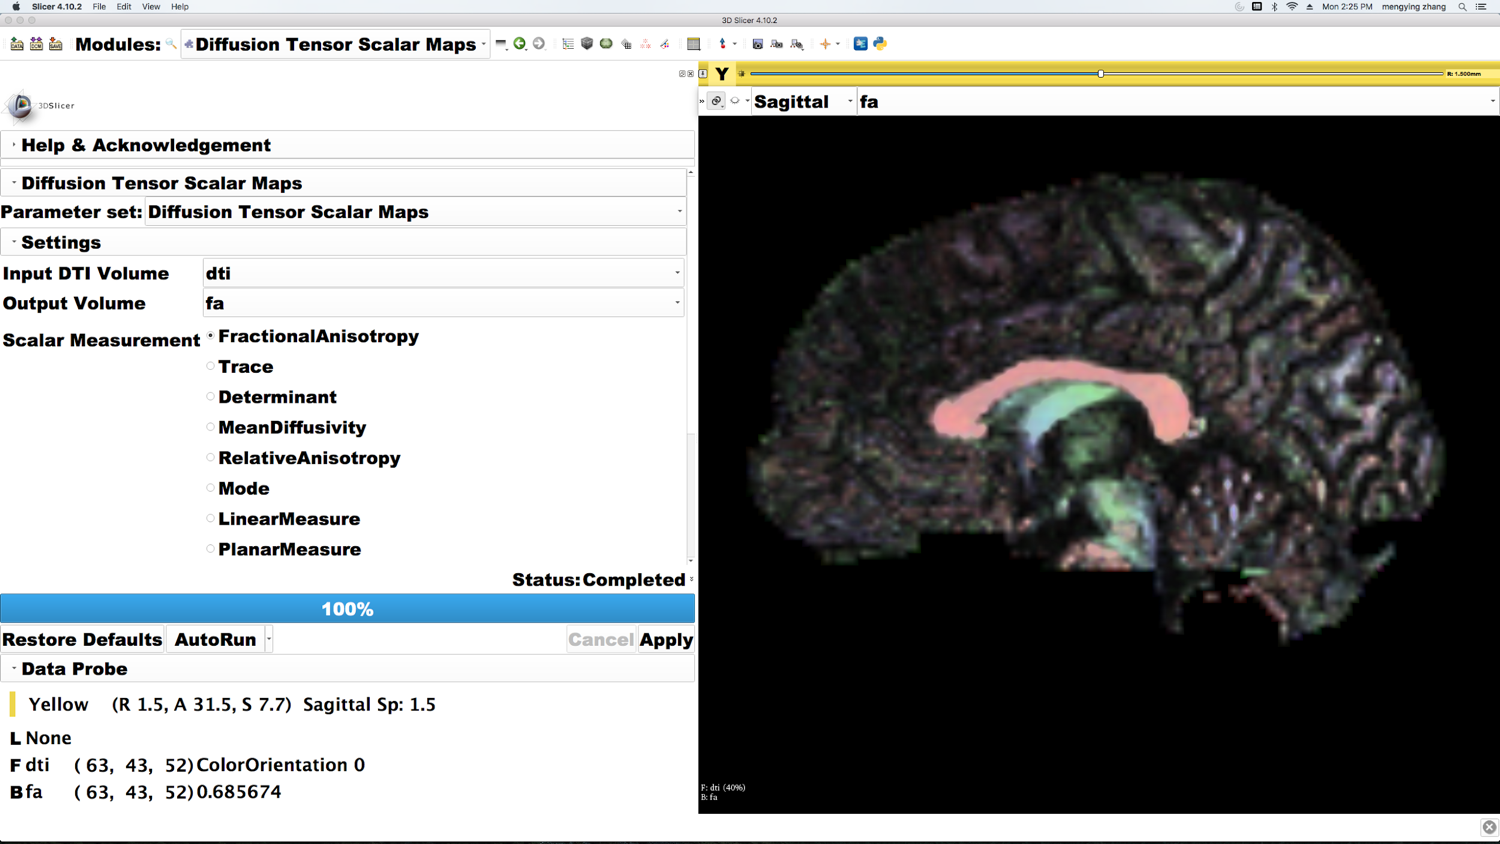 Slicer 4.10.2 File Edit View Help Mon 2:25 PM mengying zhang
3D Slicer 4.10.2
DATA DCM SAVE Modules: Diffusion Tensor Scalar Maps
Y R: 1.500mm
Sagittal fa
3DSlicer
Help & Acknowledgement
Diffusion Tensor Scalar Maps
Parameter set: Diffusion Tensor Scalar Maps
Settings
Input DTI Volume dti
Output Volume fa
Scalar Measurement FractionalAnisotropy
Trace
Determinant
MeanDiffusivity
RelativeAnisotropy
Mode
LinearMeasure
PlanarMeasure
Status:Completed
100%
Restore Defaults AutoRun Cancel Apply
Data Probe
Yellow (R 1.5, A 31.5, S 7.7) Sagittal Sp: 1.5
L None
F dti ( 63, 43, 52) ColorOrientation 0
B fa ( 63, 43, 52) 0.685674
F: dti (40%)
B: fa